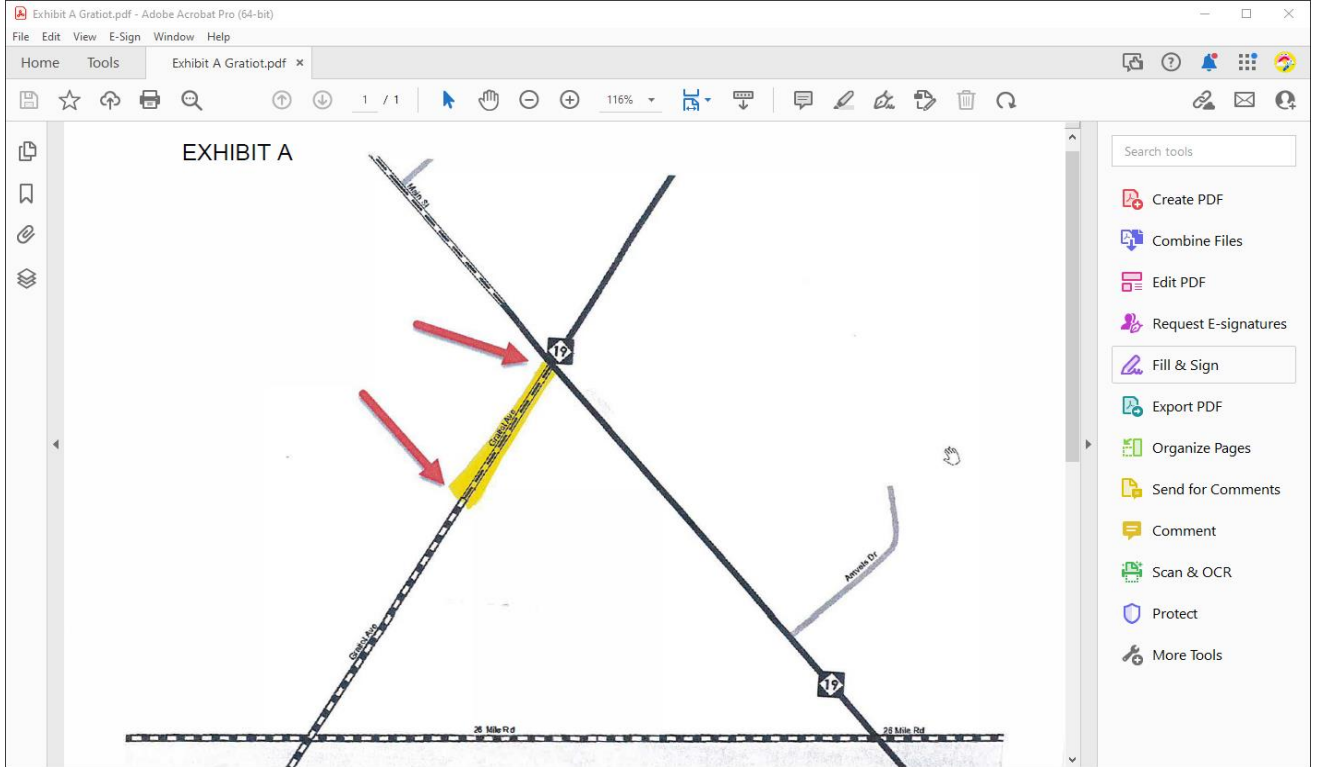 Exhibit A Gratiot.pdf - Adobe Acrobat Pro (64-bit)
File Edit View E-Sign Window Help
Home Tools Exhibit A Gratiot.pdf ×
1 / 1 116%
Search tools
EXHIBIT A
Create PDF
Combine Files
Edit PDF
Request E-signatures
Fill & Sign
Export PDF
Organize Pages
Send for Comments
Comment
Scan & OCR
Protect
More Tools
Main St
19
Gratiot Ave
Amvets Dr
Gratiot Ave
19
26 Mile Rd
26 Mile Rd